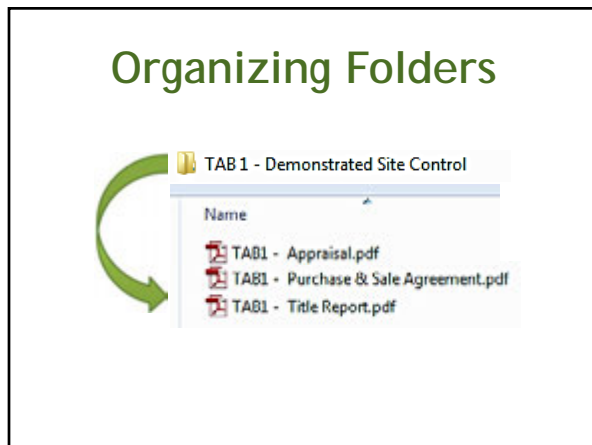 Organizing Folders
TAB 1 - Demonstrated Site Control
Name
TAB1 - Appraisal.pdf
TAB1 - Purchase & Sale Agreement.pdf
TAB1 - Title Report.pdf